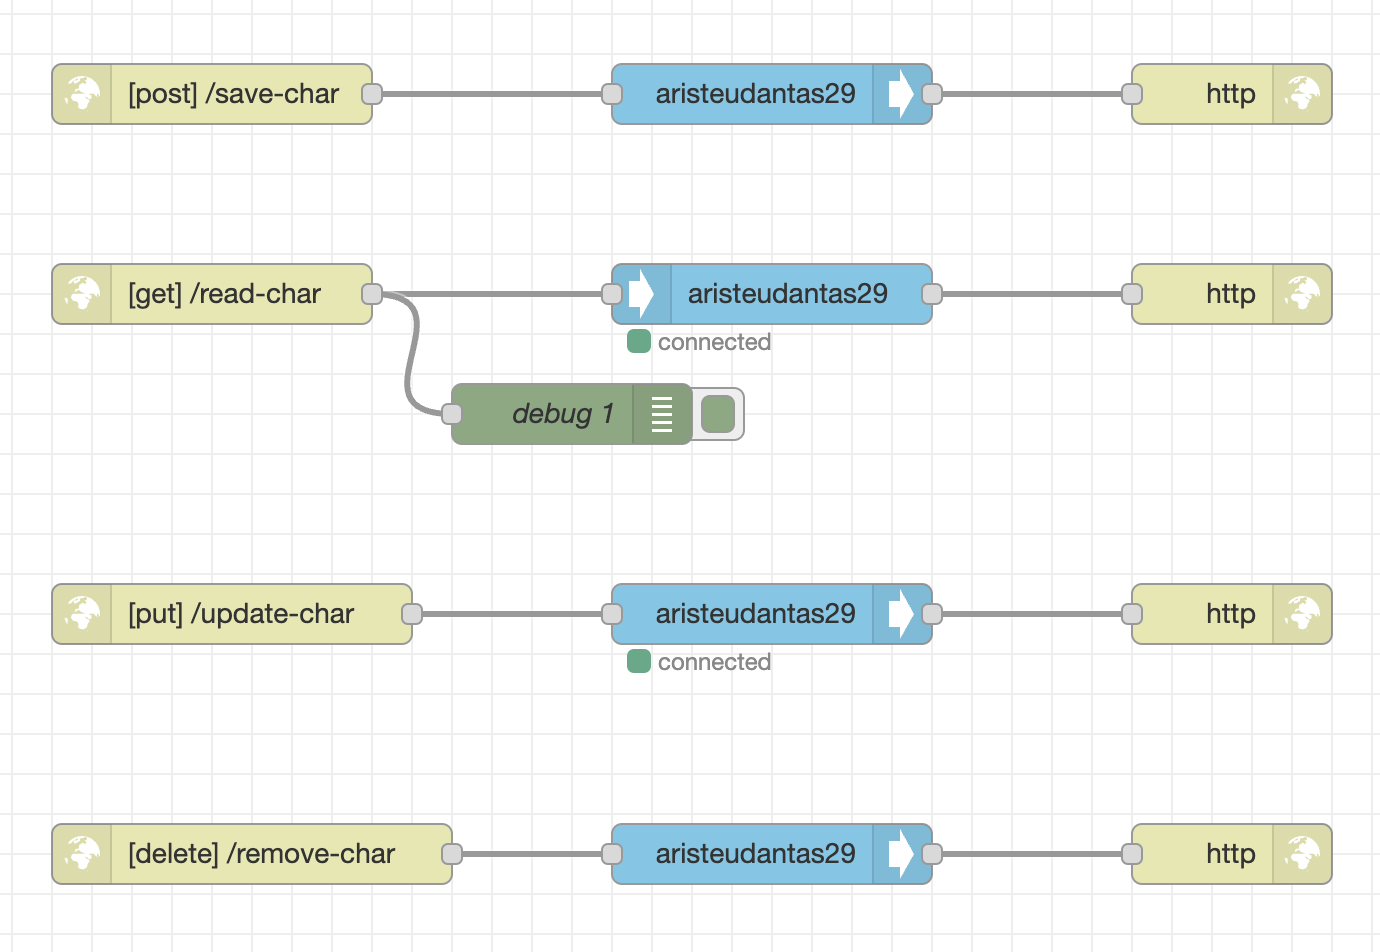 [post] /save-char
aristeudantas29
http
[get] /read-char
aristeudantas29
http
connected
debug 1
[put] /update-char
aristeudantas29
http
connected
[delete] /remove-char
aristeudantas29
http